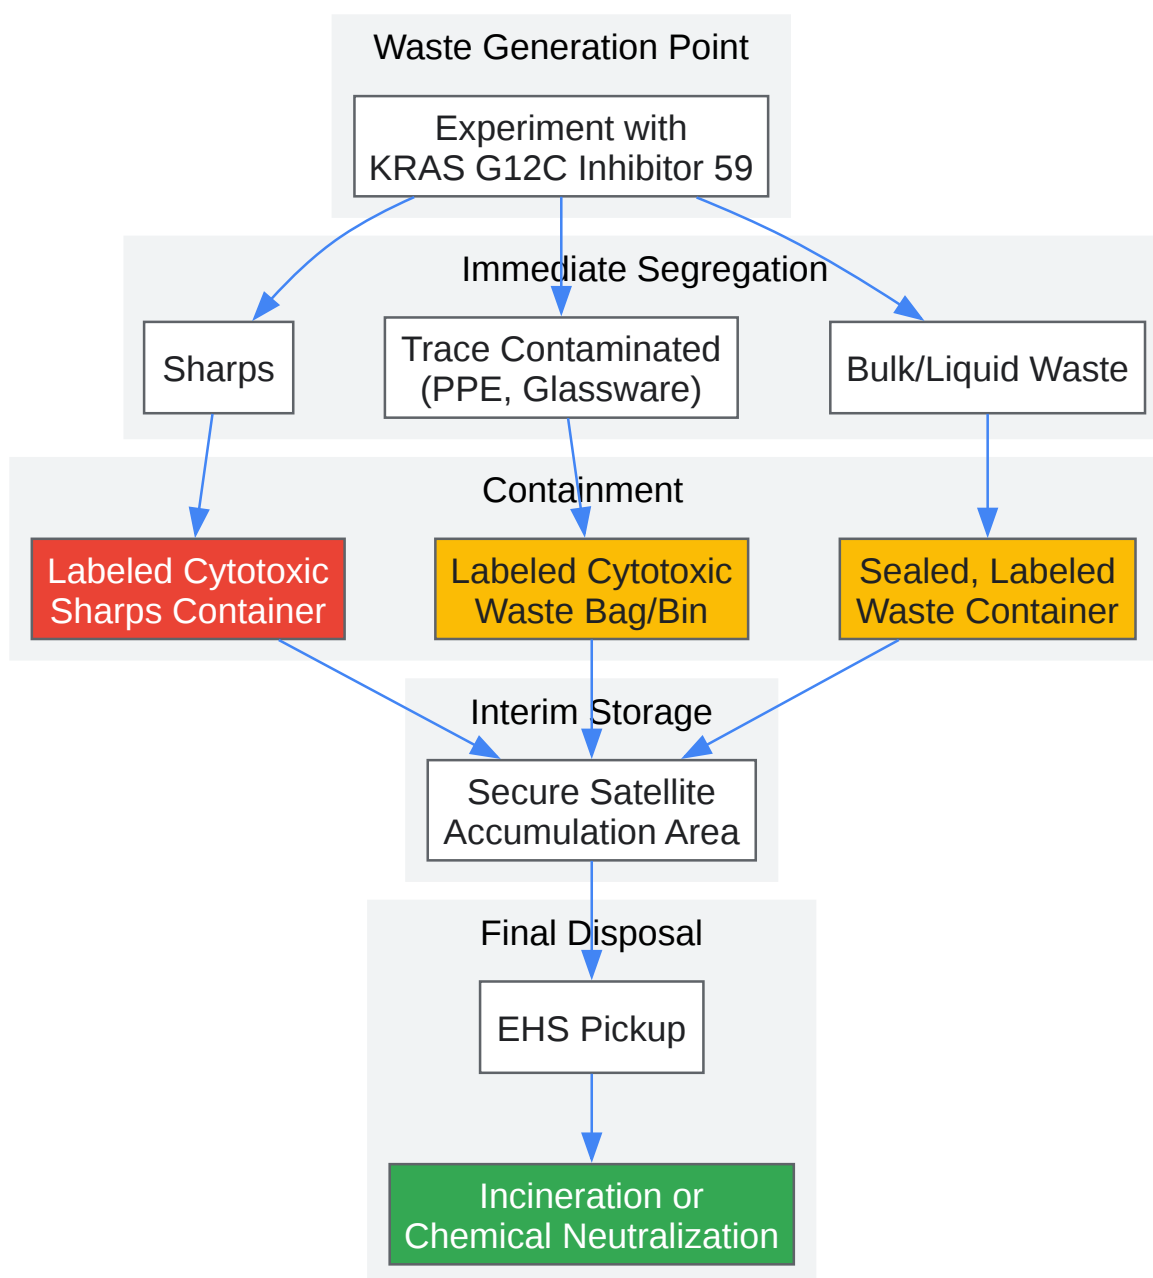 Waste Generation Point
Experiment with
KRAS G12C Inhibitor 59
Immediate Segregation
Sharps
Trace Contaminated
(PPE, Glassware)
Bulk/Liquid Waste
Containment
Labeled Cytotoxic
Sharps Container
Labeled Cytotoxic
Waste Bag/Bin
Sealed, Labeled
Waste Container
Interim Storage
Secure Satellite
Accumulation Area
Final Disposal
EHS Pickup
Incineration or
Chemical Neutralization